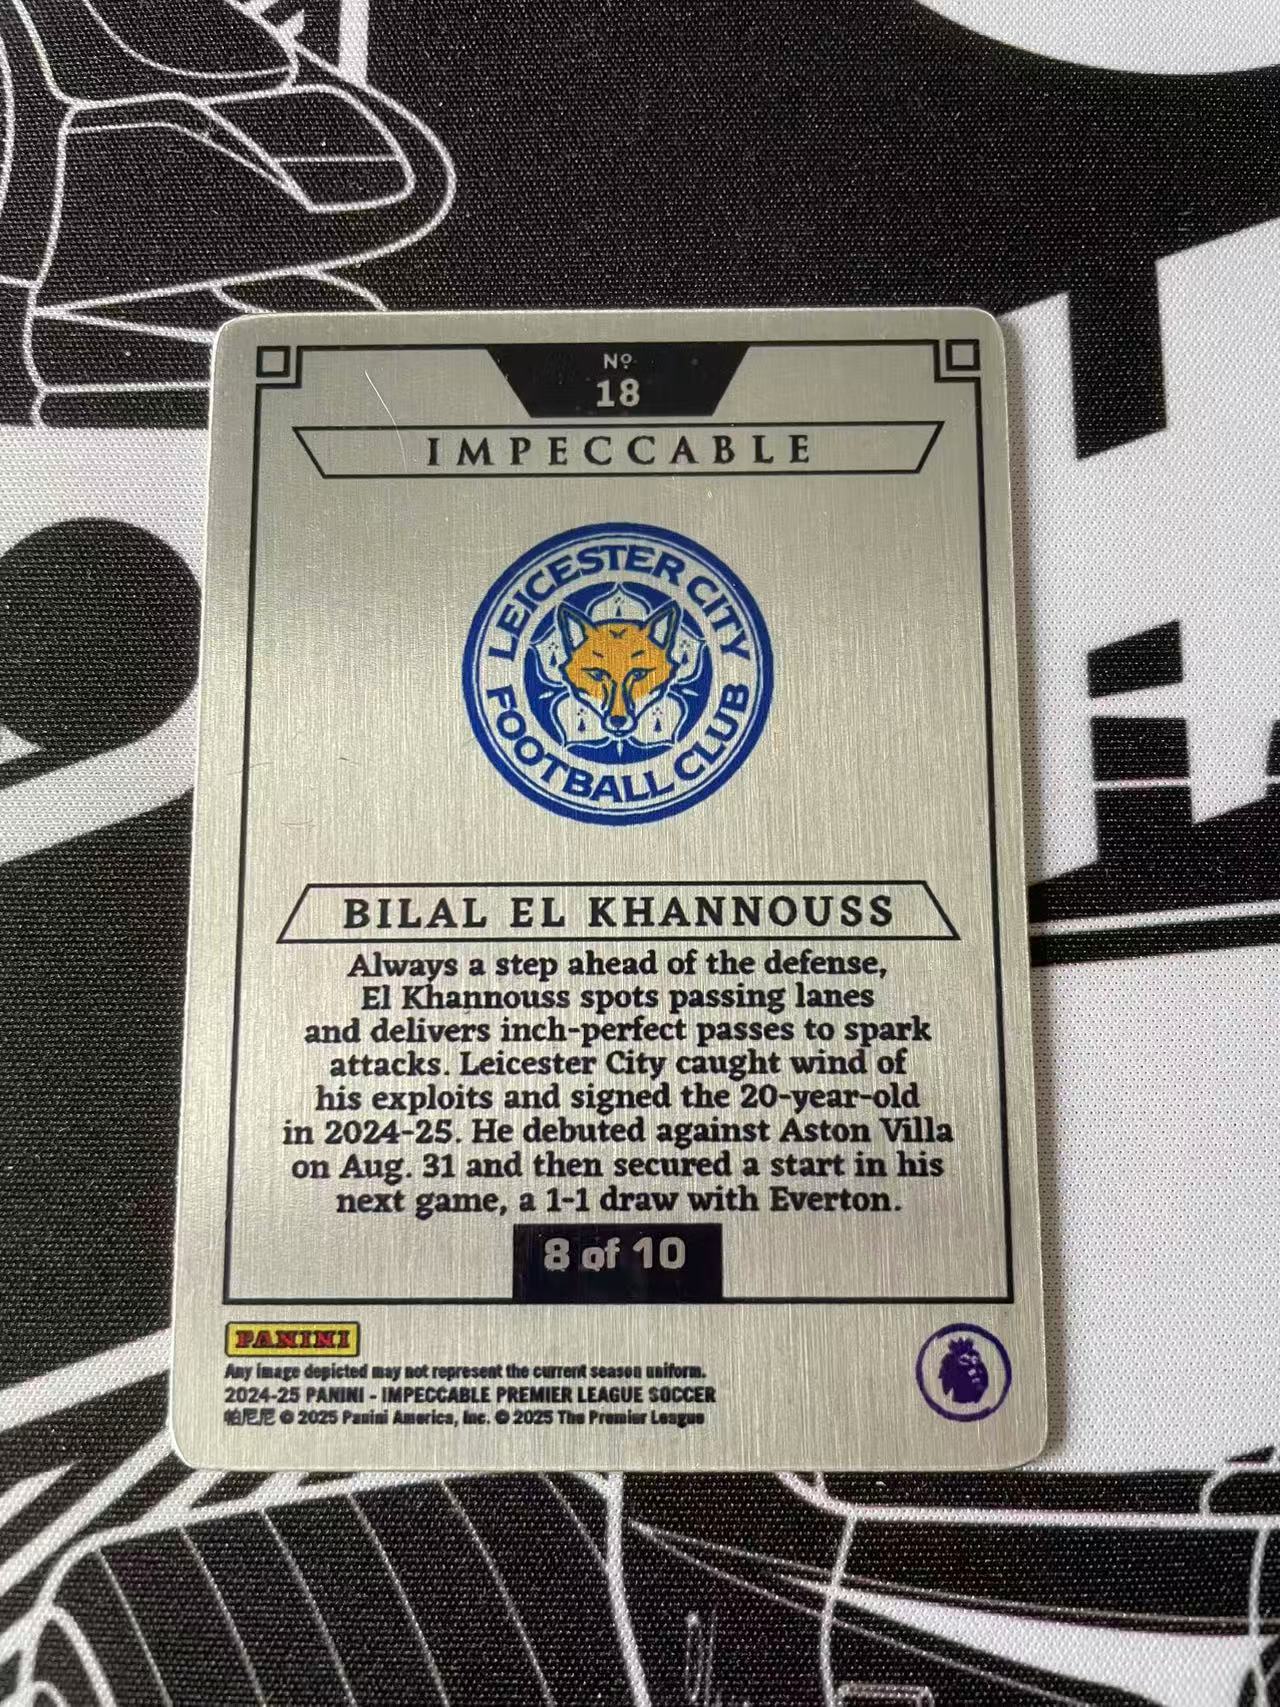 Nº
18
IMPECCABLE
LEICESTER CITY
FOOTBALL CLUB
BILAL EL KHANNOUSS
Always a step ahead of the defense,
El Khannouss spots passing lanes
and delivers inch-perfect passes to spark
attacks. Leicester City caught wind of
his exploits and signed the 20-year-old
in 2024-25. He debuted against Aston Villa
on Aug. 31 and then secured a start in his
next game, a 1-1 draw with Everton.
8 of 10
PANINI
Any image depicted may not represent the current season uniform.
2024-25 PANINI - IMPECCABLE PREMIER LEAGUE SOCCER
帕尼尼 © 2025 Panini America, Inc. © 2025 The Premier League